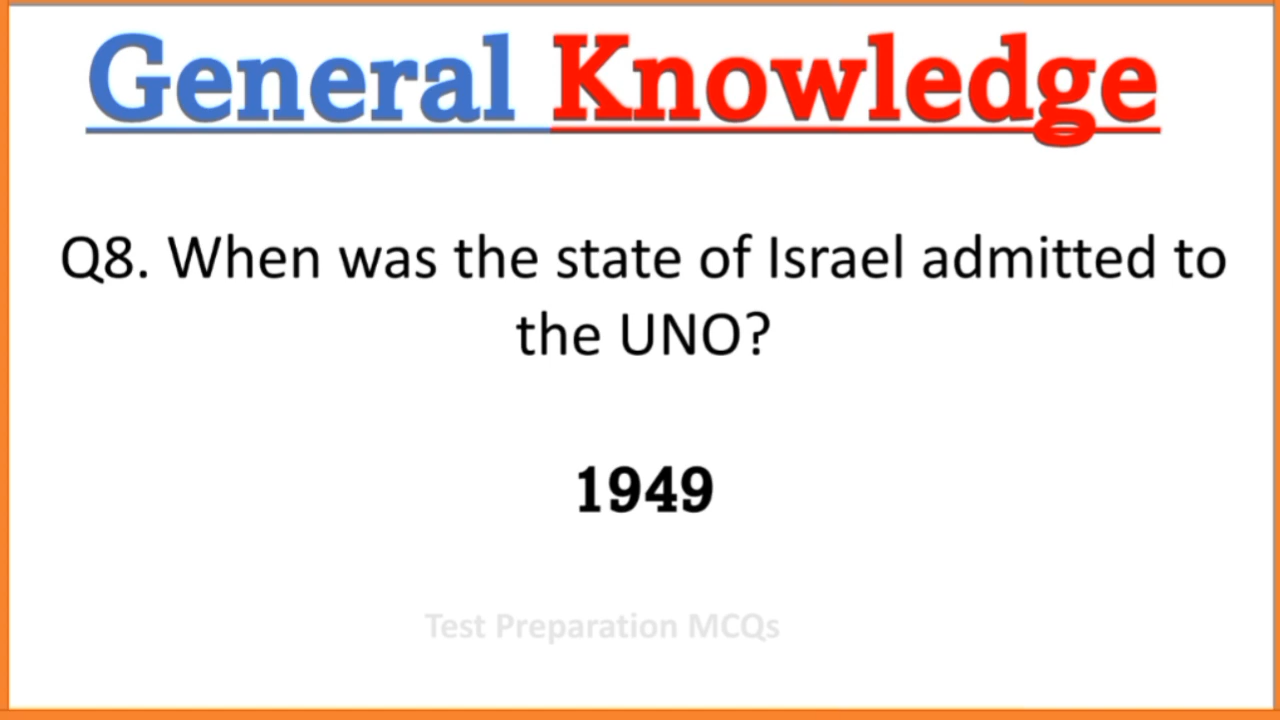 General Knowledge
Q8. When was the state of Israel admitted to
the UNO?
1949
Test Preparation MCQs